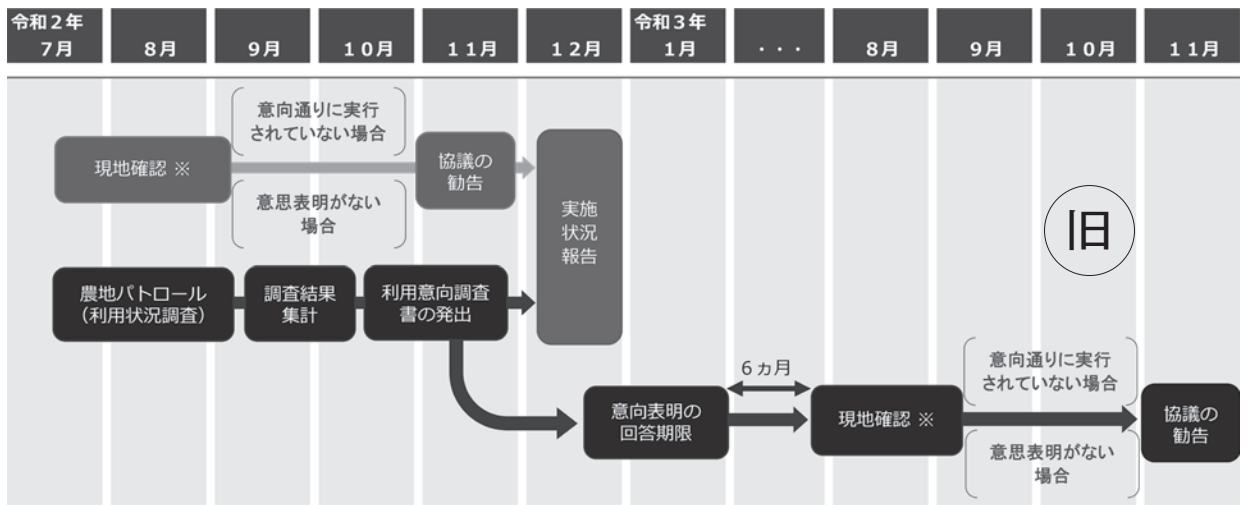 令和2年
7月
8月
9月
10月
11月
12月
令和3年
1月
・・・
8月
9月
10月
11月
意向通りに実行
されていない場合
現地確認 ※
協議の
勧告
意思表明がない
場合
実施
状況
報告
旧
農地パトロール
(利用状況調査)
調査結果
集計
利用意向調査
書の発出
6ヵ月
意向表明の
回答期限
現地確認 ※
意向通りに実行
されていない場合
意思表明がない
場合
協議の
勧告